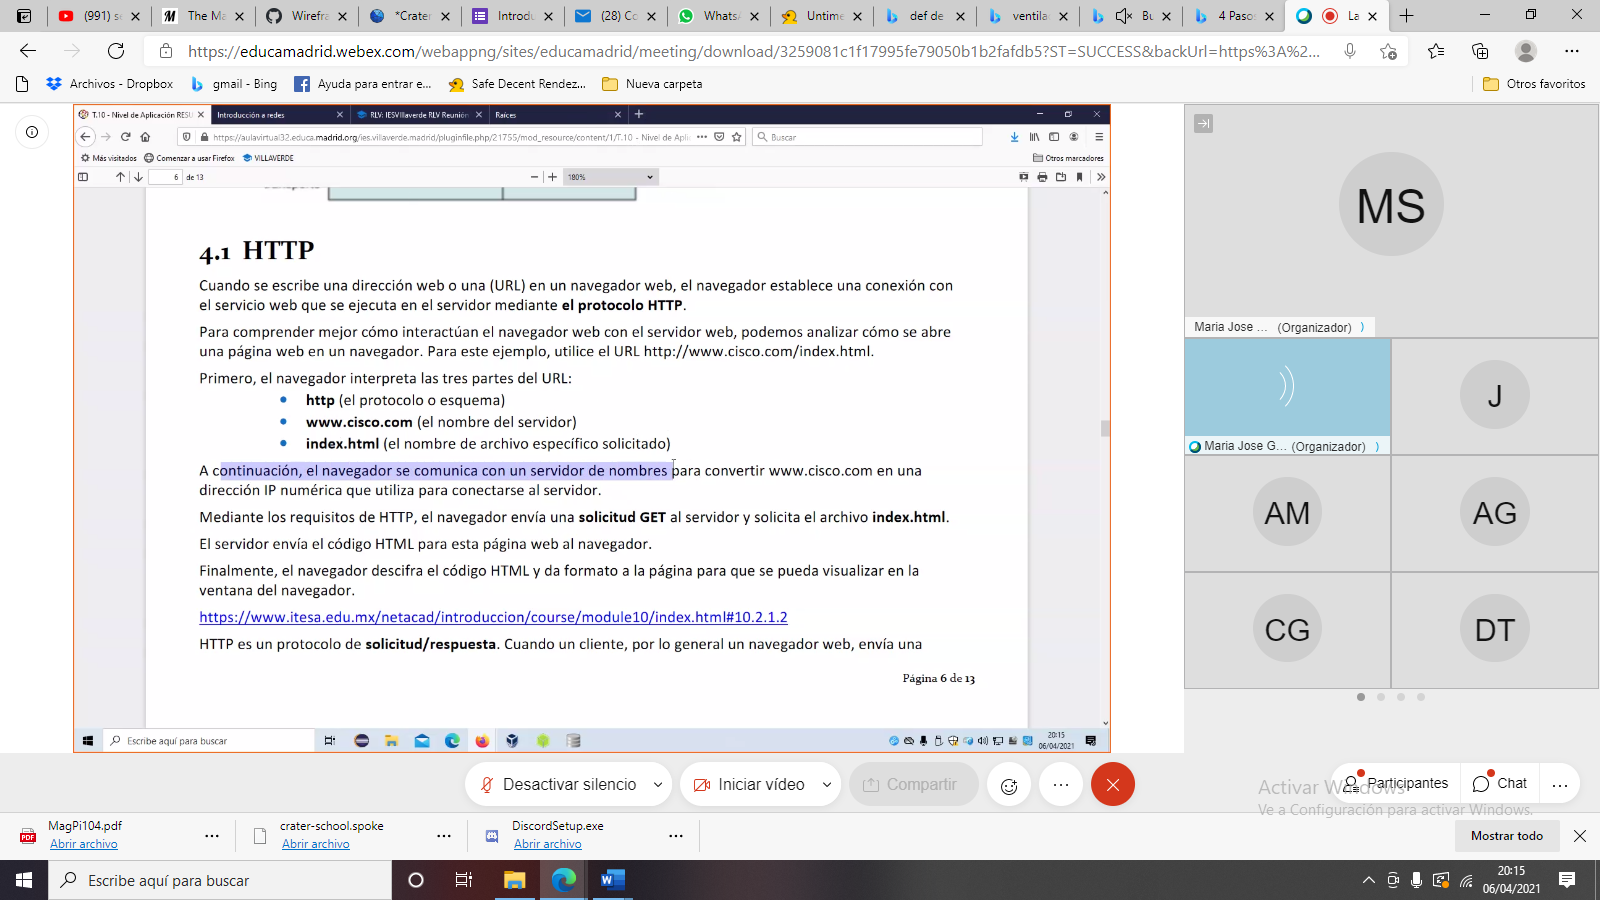 (991) se
The Ma
Wirefra
*Crater
Introdu
(28) Co
WhatsA
Untime
def de
ventila
Bu
4 Pasos
La
https://educamadrid.webex.com/webappng/sites/educamadrid/meeting/download/3259081c1f17995fe79050b1b2fafdb5?ST=SUCCESS&backUrl=https%3A%2...
Archivos - Dropbox
gmail - Bing
Ayuda para entrar e...
Safe Decent Rendez...
Nueva carpeta
Otros favoritos
T.10 - Nivel de Aplicación RESU
Introducción a redes
RLV: IESVillaverde RLV Reunión
Raíces
https://aulavirtual32.educa.madrid.org/ies.villaverde.madrid/pluginfile.php/21755/mod_resource/content/1/T.10 - Nivel de Aplic
Buscar
Más visitados
Comenzar a usar Firefox
VILLAVERDE
Otros marcadores
6 de 13
180%
4.1 HTTP
Cuando se escribe una dirección web o una (URL) en un navegador web, el navegador establece una conexión con
el servicio web que se ejecuta en el servidor mediante el protocolo HTTP.
Para comprender mejor cómo interactúan el navegador web con el servidor web, podemos analizar cómo se abre
una página web en un navegador. Para este ejemplo, utilice el URL http://www.cisco.com/index.html.
Primero, el navegador interpreta las tres partes del URL:
• http (el protocolo o esquema)
• www.cisco.com (el nombre del servidor)
• index.html (el nombre de archivo específico solicitado)
A continuación, el navegador se comunica con un servidor de nombres para convertir www.cisco.com en una
dirección IP numérica que utiliza para conectarse al servidor.
Mediante los requisitos de HTTP, el navegador envía una solicitud GET al servidor y solicita el archivo index.html.
El servidor envía el código HTML para esta página web al navegador.
Finalmente, el navegador descifra el código HTML y da formato a la página para que se pueda visualizar en la
ventana del navegador.
https://www.itesa.edu.mx/netacad/introduccion/course/module10/index.html#10.2.1.2
HTTP es un protocolo de solicitud/respuesta. Cuando un cliente, por lo general un navegador web, envía una
Página 6 de 13
Escribe aquí para buscar
20:15
06/04/2021
MS
Maria Jose ... (Organizador)
Maria Jose G... (Organizador)
J
AM
AG
CG
DT
Desactivar silencio
Iniciar vídeo
Compartir
Participantes
Chat
Activar Windows
Ve a Configuración para activar Windows.
MagPi104.pdf
Abrir archivo
crater-school.spoke
Abrir archivo
DiscordSetup.exe
Abrir archivo
Mostrar todo
Escribe aquí para buscar
20:15
06/04/2021